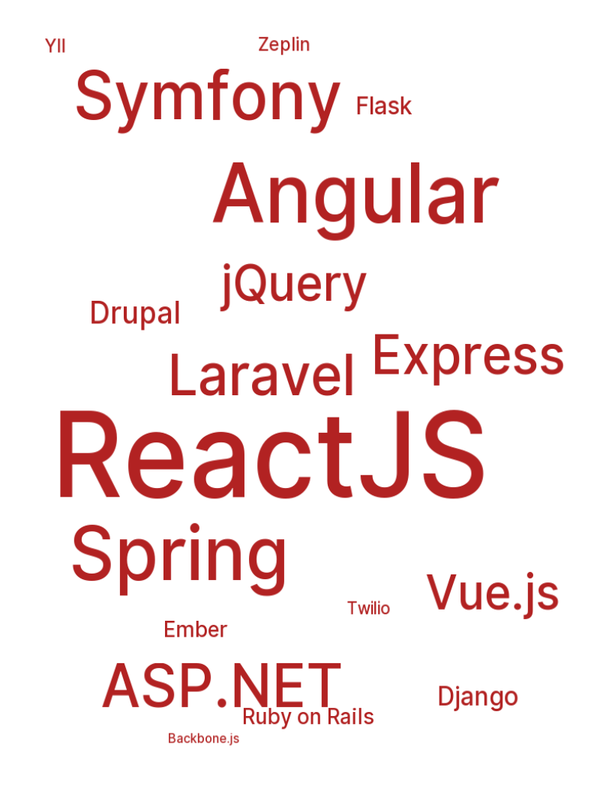 YII
Zeplin
Symfony
Flask
Angular
jQuery
Drupal
Express
Laravel
ReactJS
Spring
Vue.js
Twilio
Ember
ASP.NET
Django
Ruby on Rails
Backbone.js